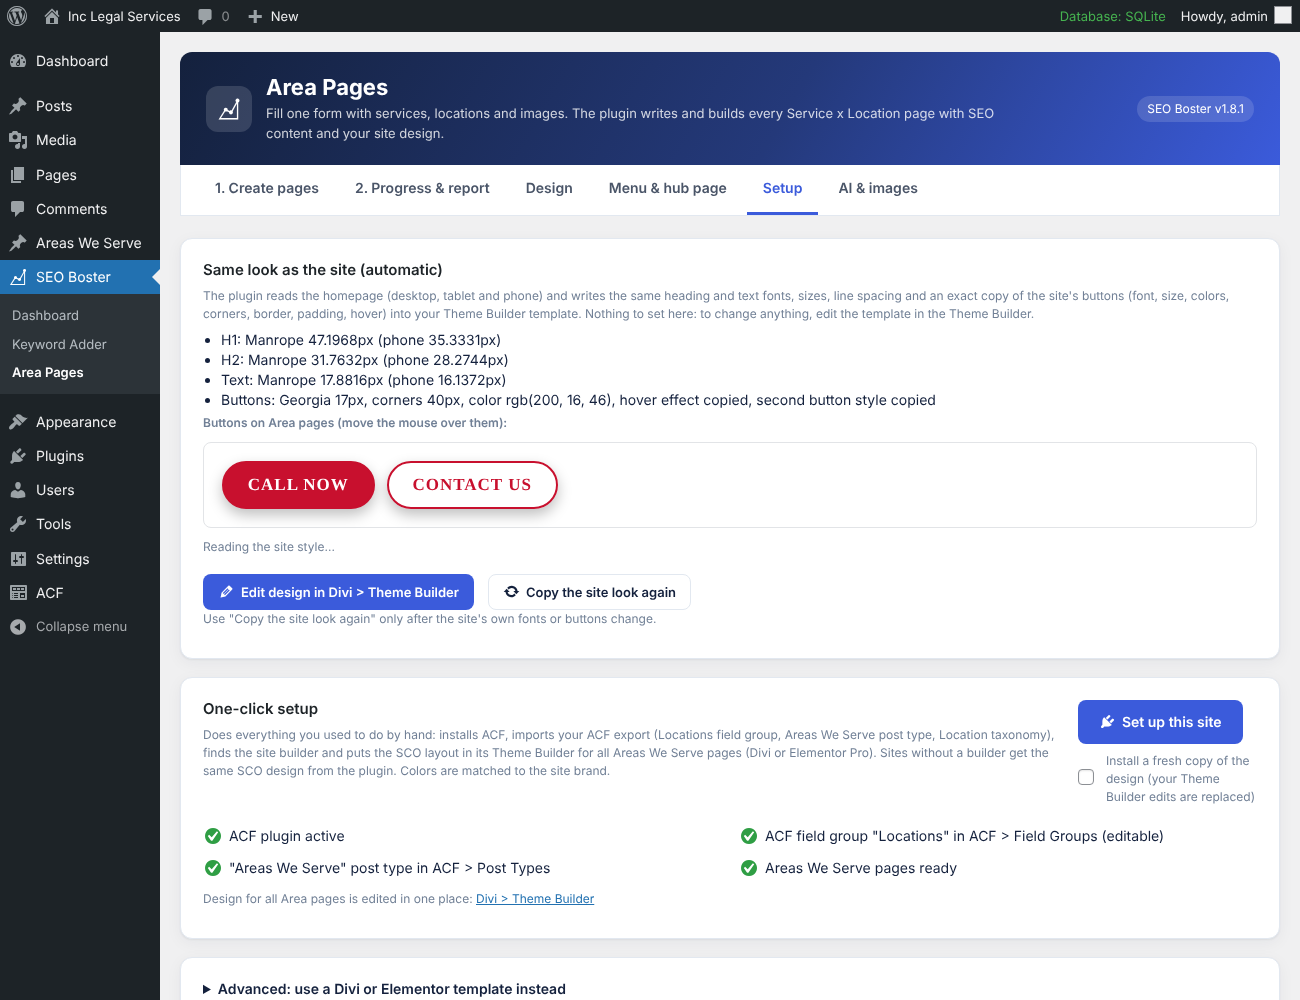 Inc Legal Services
0
New
Database: SQLite
Howdy, admin
Dashboard
Posts
Media
Pages
Comments
Areas We Serve
SEO Boster
Dashboard
Keyword Adder
Area Pages
Appearance
Plugins
Users
Tools
Settings
ACF
Collapse menu
Area Pages
Fill one form with services, locations and images. The plugin writes and builds every Service x Location page with SEO
content and your site design.
SEO Boster v1.8.1
1. Create pages
2. Progress & report
Design
Menu & hub page
Setup
AI & images
Same look as the site (automatic)
The plugin reads the homepage (desktop, tablet and phone) and writes the same heading and text fonts, sizes, line spacing and an exact copy of the site's buttons (font, size, colors,
corners, border, padding, hover) into your Theme Builder template. Nothing to set here: to change anything, edit the template in the Theme Builder.
• H1: Manrope 47.1968px (phone 35.3331px)
• H2: Manrope 31.7632px (phone 28.2744px)
• Text: Manrope 17.8816px (phone 16.1372px)
• Buttons: Georgia 17px, corners 40px, color rgb(200, 16, 46), hover effect copied, second button style copied
Buttons on Area pages (move the mouse over them):
CALL NOW
CONTACT US
Reading the site style...
Edit design in Divi > Theme Builder
Copy the site look again
Use "Copy the site look again" only after the site's own fonts or buttons change.
One-click setup
Does everything you used to do by hand: installs ACF, imports your ACF export (Locations field group, Areas We Serve post type, Location taxonomy),
finds the site builder and puts the SCO layout in its Theme Builder for all Areas We Serve pages (Divi or Elementor Pro). Sites without a builder get the
same SCO design from the plugin. Colors are matched to the site brand.
Set up this site
Install a fresh copy of the
design (your Theme
Builder edits are replaced)
ACF plugin active
ACF field group "Locations" in ACF > Field Groups (editable)
"Areas We Serve" post type in ACF > Post Types
Areas We Serve pages ready
Design for all Area pages is edited in one place: Divi > Theme Builder
Advanced: use a Divi or Elementor template instead